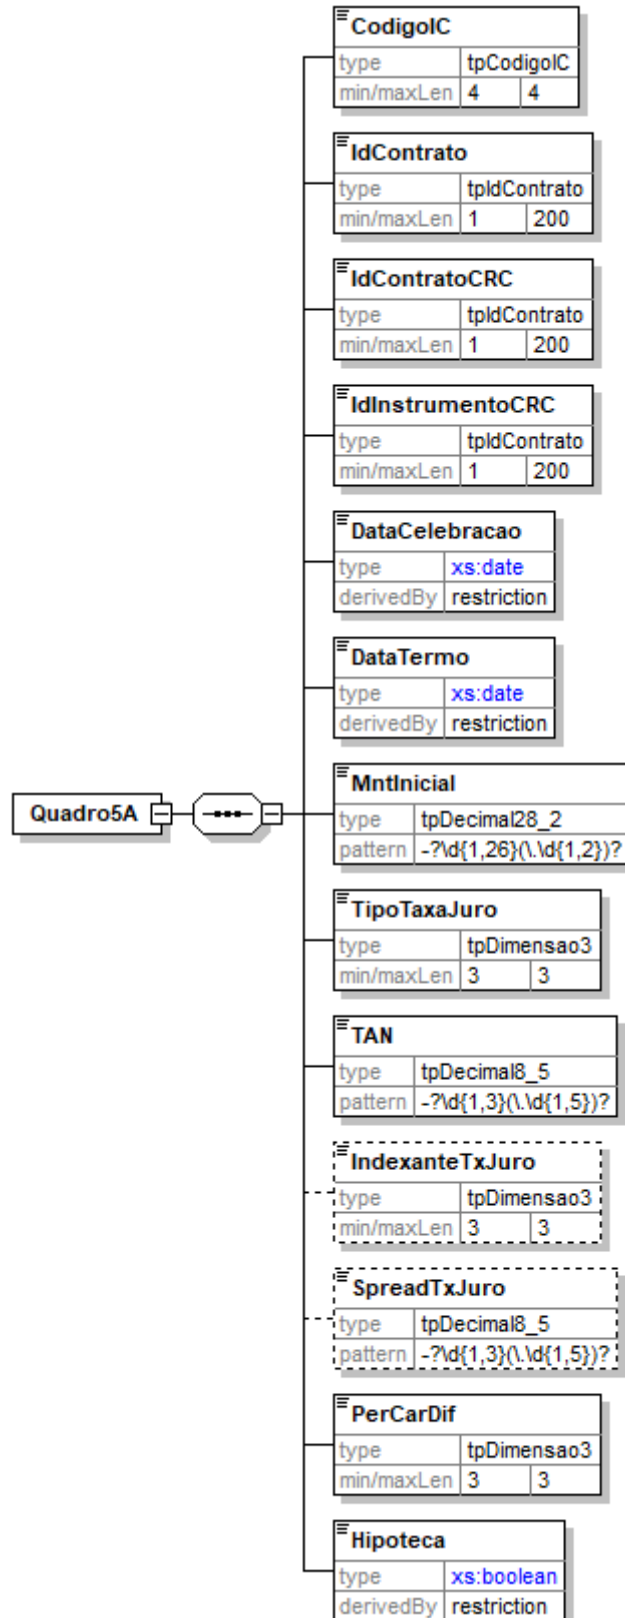 CodigoIC
type tpCodigoIC
min/maxLen 4 4
IdContrato
type tpIdContrato
min/maxLen 1 200
IdContratoCRC
type tpIdContrato
min/maxLen 1 200
IdInstrumentoCRC
type tpIdContrato
min/maxLen 1 200
DataCelebracao
type xs:date
derivedBy restriction
DataTermo
type xs:date
derivedBy restriction
Quadro5A
MntInicial
type tpDecimal28_2
pattern -?\d{1,26}(\.\d{1,2})?
TipoTaxaJuro
type tpDimensao3
min/maxLen 3 3
TAN
type tpDecimal8_5
pattern -?\d{1,3}(\.\d{1,5})?
IndexanteTxJuro
type tpDimensao3
min/maxLen 3 3
SpreadTxJuro
type tpDecimal8_5
pattern -?\d{1,3}(\.\d{1,5})?
PerCarDif
type tpDimensao3
min/maxLen 3 3
Hipoteca
type xs:boolean
derivedBy restriction